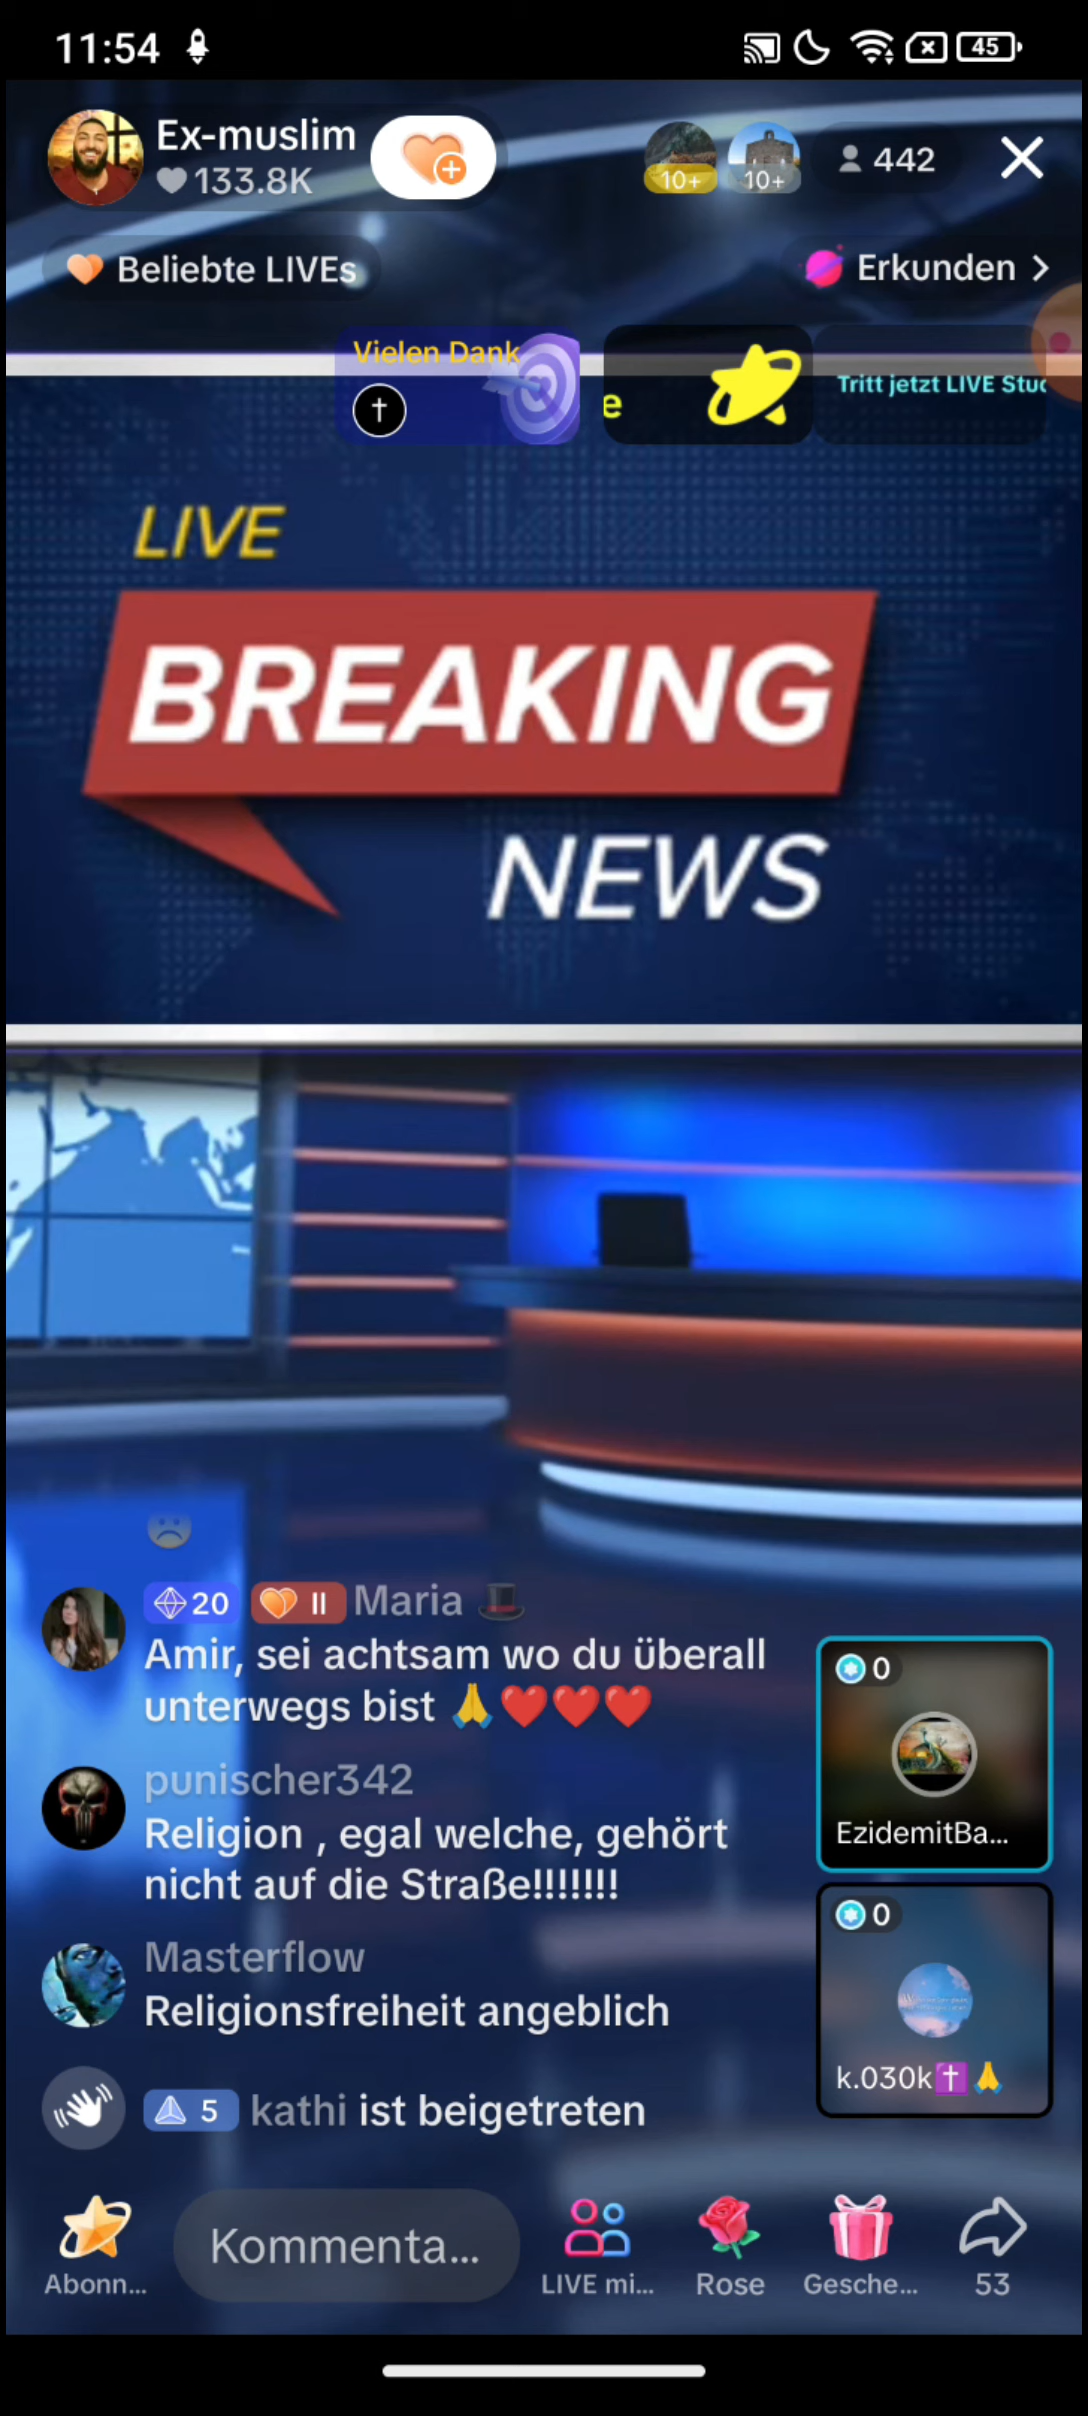 11:54
45
Ex-muslim
133.8K
10+
10+
442
Beliebte LIVEs
Erkunden
Vielen Dank
e
Tritt jetzt LIVE Stud
LIVE
BREAKING
NEWS
20 II Maria
Amir, sei achtsam wo du überall
unterwegs bist 🙏❤️❤️❤️
punischer342
Religion , egal welche, gehört
nicht auf die Straße!!!!!!!
Masterflow
Religionsfreiheit angeblich
5 kathi ist beigetreten
0
EzidemitBa...
0
k.030k✝️🙏
Kommenta...
Abonn...
LIVE mi...
Rose
Gesche...
53